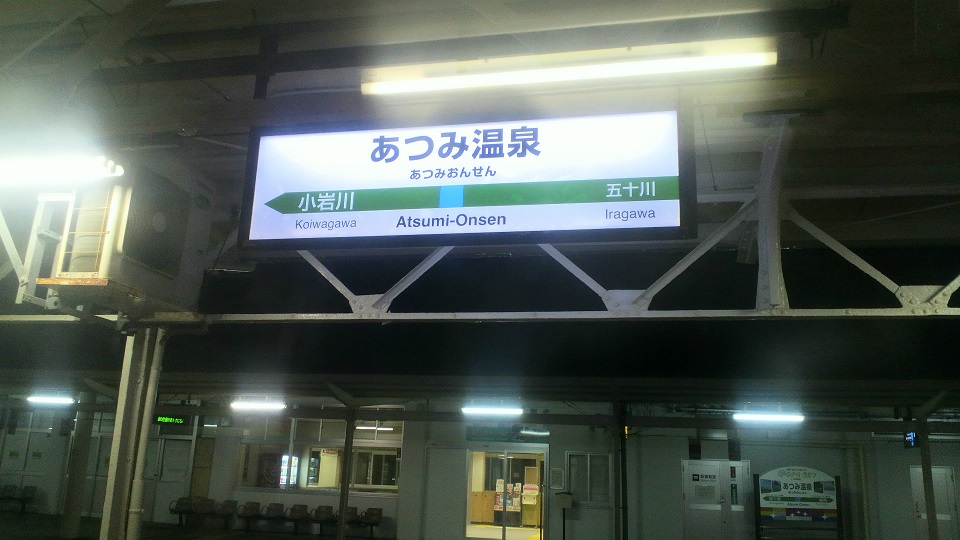 あつみ温泉
あつみおんせん
小岩川
五十川
Koiwagawa
Atsumi-Onsen
Iragawa
あつみ温泉